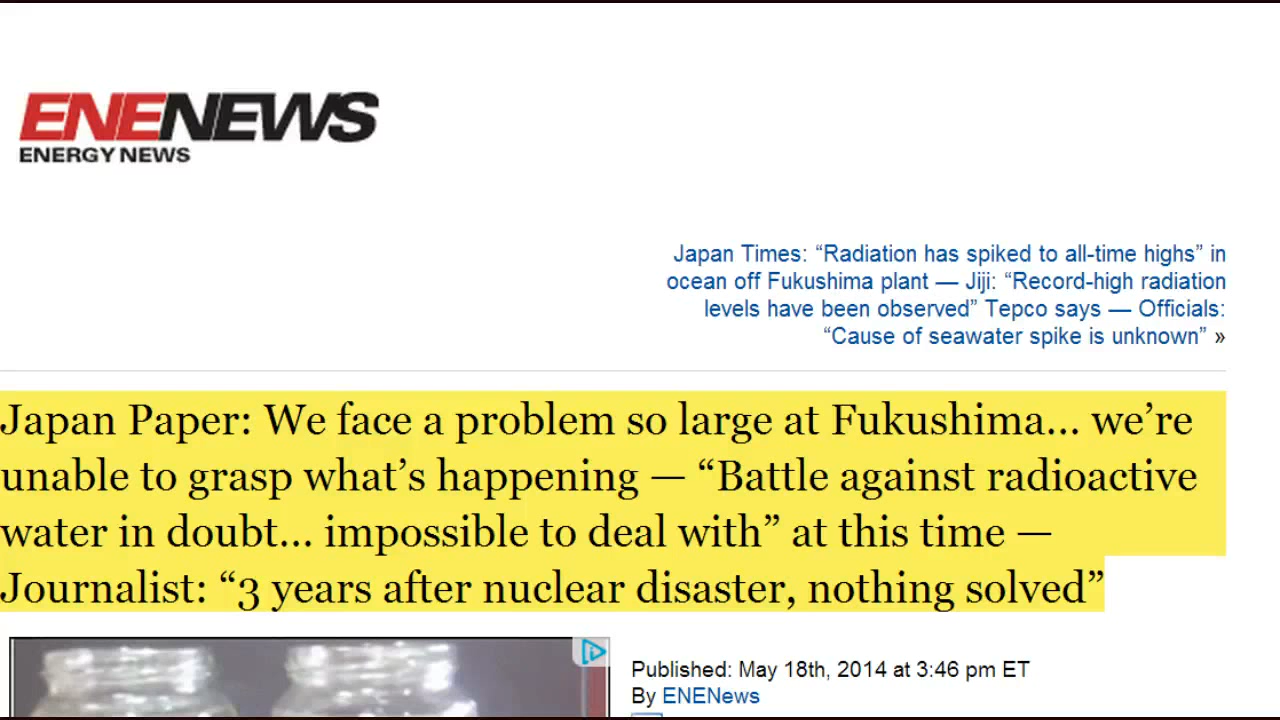 ENENEWS
ENERGY NEWS
Japan Times: “Radiation has spiked to all-time highs” in
ocean off Fukushima plant — Jiji: “Record-high radiation
levels have been observed” Tepco says — Officials:
“Cause of seawater spike is unknown” »
Japan Paper: We face a problem so large at Fukushima... we’re
unable to grasp what’s happening — “Battle against radioactive
water in doubt... impossible to deal with” at this time —
Journalist: “3 years after nuclear disaster, nothing solved”
Published: May 18th, 2014 at 3:46 pm ET
By ENENews